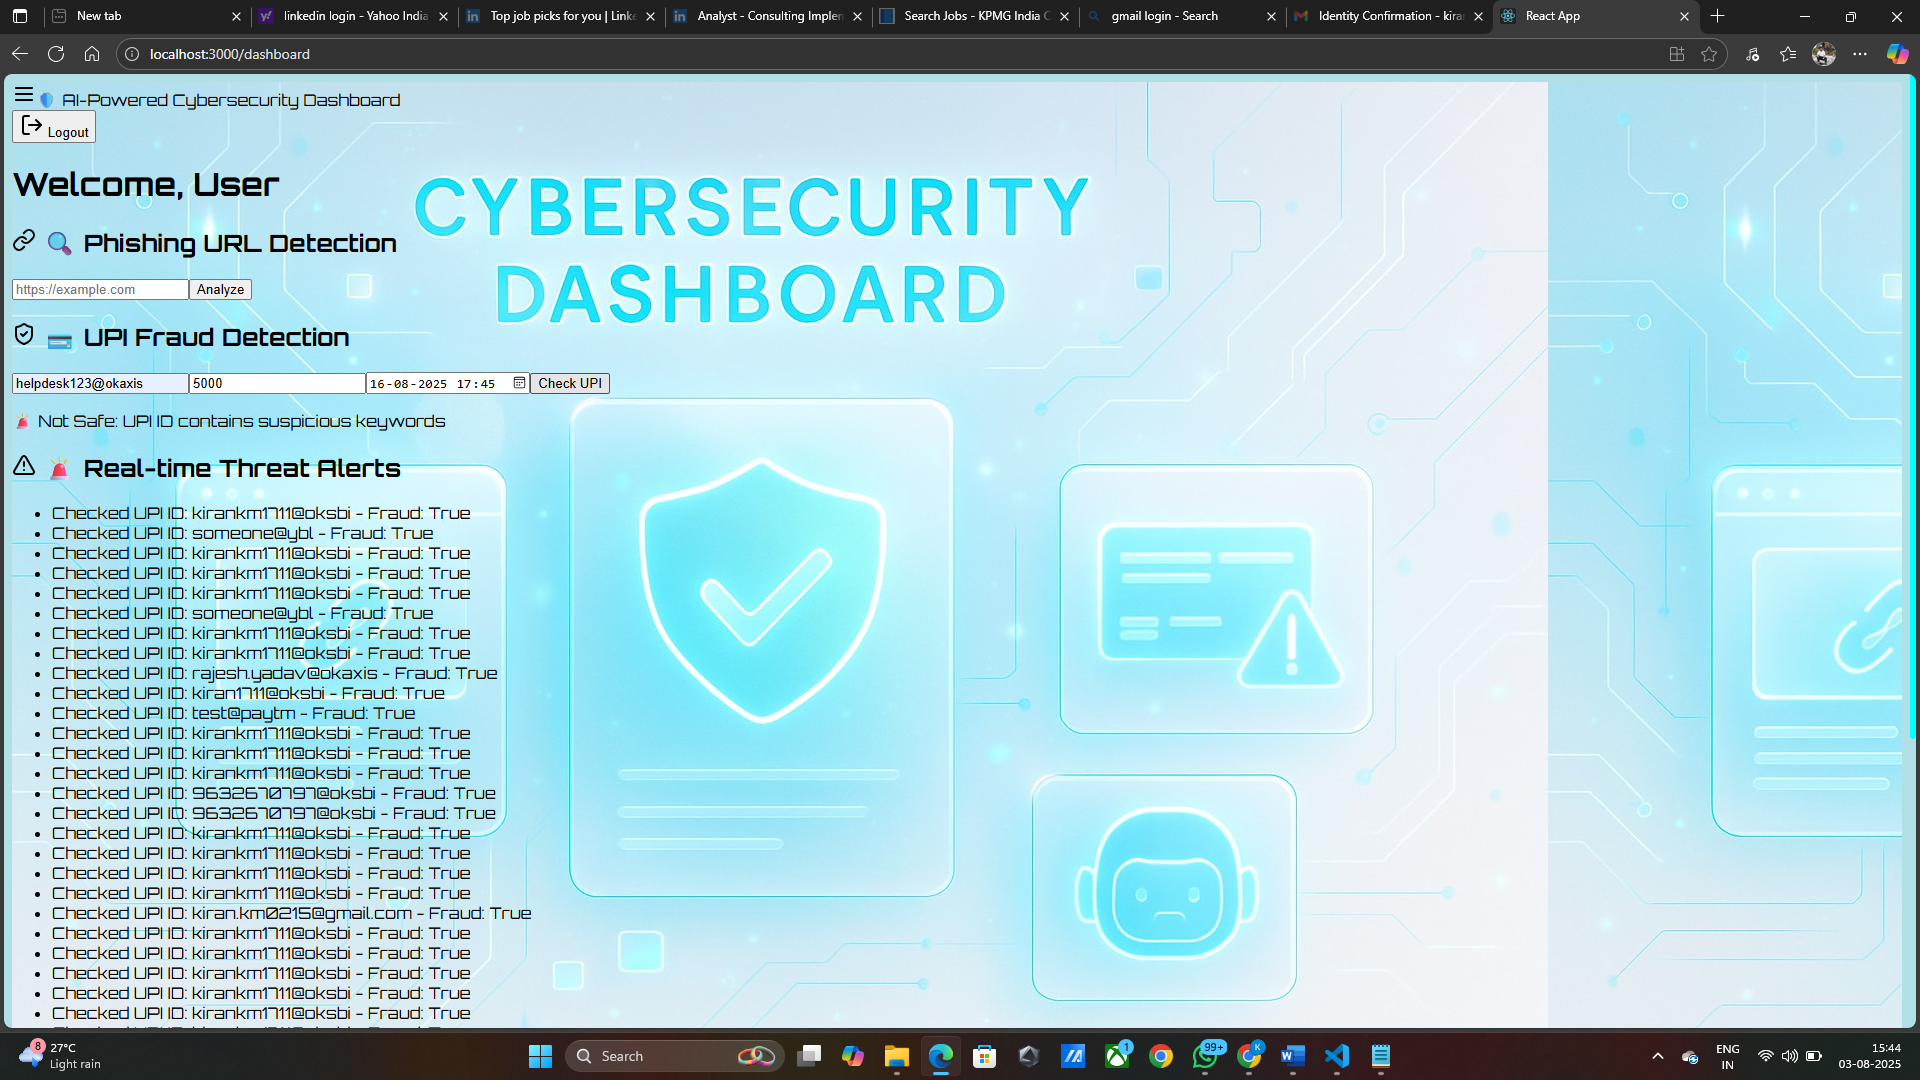 New tab
linkedin login - Yahoo India
Top job picks for you | Linke
Analyst - Consulting Implem
Search Jobs - KPMG India C
gmail login - Search
Identity Confirmation - kiran
React App
localhost:3000/dashboard
AI-Powered Cybersecurity Dashboard
Logout
Welcome, User
CYBERSECURITY
DASHBOARD
Phishing URL Detection
https://example.com
Analyze
UPI Fraud Detection
helpdesk123@okaxis
5000
16-08-2025 17:45
Check UPI
Not Safe: UPI ID contains suspicious keywords
Real-time Threat Alerts
Checked UPI ID: kirankm1711@oksbi - Fraud: True
Checked UPI ID: someone@ybl - Fraud: True
Checked UPI ID: kirankm1711@oksbi - Fraud: True
Checked UPI ID: kirankm1711@oksbi - Fraud: True
Checked UPI ID: kirankm1711@oksbi - Fraud: True
Checked UPI ID: someone@ybl - Fraud: True
Checked UPI ID: kirankm1711@oksbi - Fraud: True
Checked UPI ID: kirankm1711@oksbi - Fraud: True
Checked UPI ID: rajesh.yadav@okaxis - Fraud: True
Checked UPI ID: kiran1711@oksbi - Fraud: True
Checked UPI ID: test@paytm - Fraud: True
Checked UPI ID: kirankm1711@oksbi - Fraud: True
Checked UPI ID: kirankm1711@oksbi - Fraud: True
Checked UPI ID: kirankm1711@oksbi - Fraud: True
Checked UPI ID: 9632670797@oksbi - Fraud: True
Checked UPI ID: 9632670797@oksbi - Fraud: True
Checked UPI ID: kirankm1711@oksbi - Fraud: True
Checked UPI ID: kirankm1711@oksbi - Fraud: True
Checked UPI ID: kirankm1711@oksbi - Fraud: True
Checked UPI ID: kirankm1711@oksbi - Fraud: True
Checked UPI ID: kiran.km0215@gmail.com - Fraud: True
Checked UPI ID: kirankm1711@oksbi - Fraud: True
Checked UPI ID: kirankm1711@oksbi - Fraud: True
Checked UPI ID: kirankm1711@oksbi - Fraud: True
Checked UPI ID: kirankm1711@oksbi - Fraud: True
Checked UPI ID: kirankm1711@oksbi - Fraud: True
8
27°C
Light rain
Search
1
99+
K
ENG
IN
15:44
03-08-2025